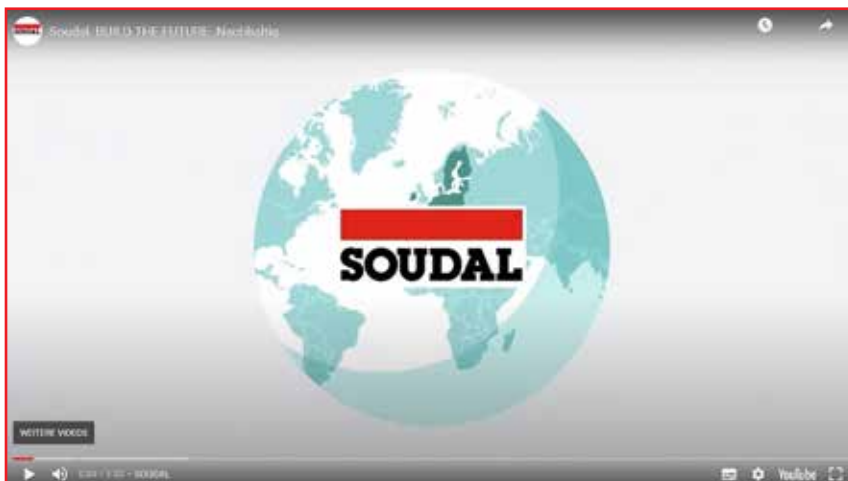 Soudal BUILD THE FUTURE- Nachhaltig
SOUDAL
WEITERE VIDEOS
SOUDAL
YouTube